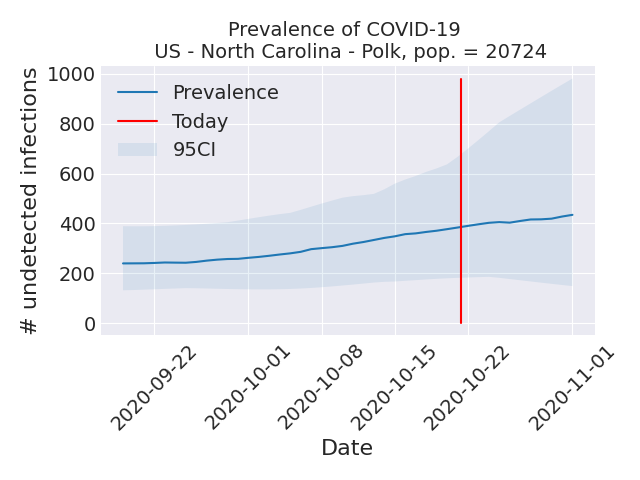 Prevalence of COVID-19
US - North Carolina - Polk, pop. = 20724
# undetected infections
1000
800
600
400
200
0
Prevalence
Today
95CI
2020-09-22
2020-10-01
2020-10-08
2020-10-15
2020-10-22
2020-11-01
Date